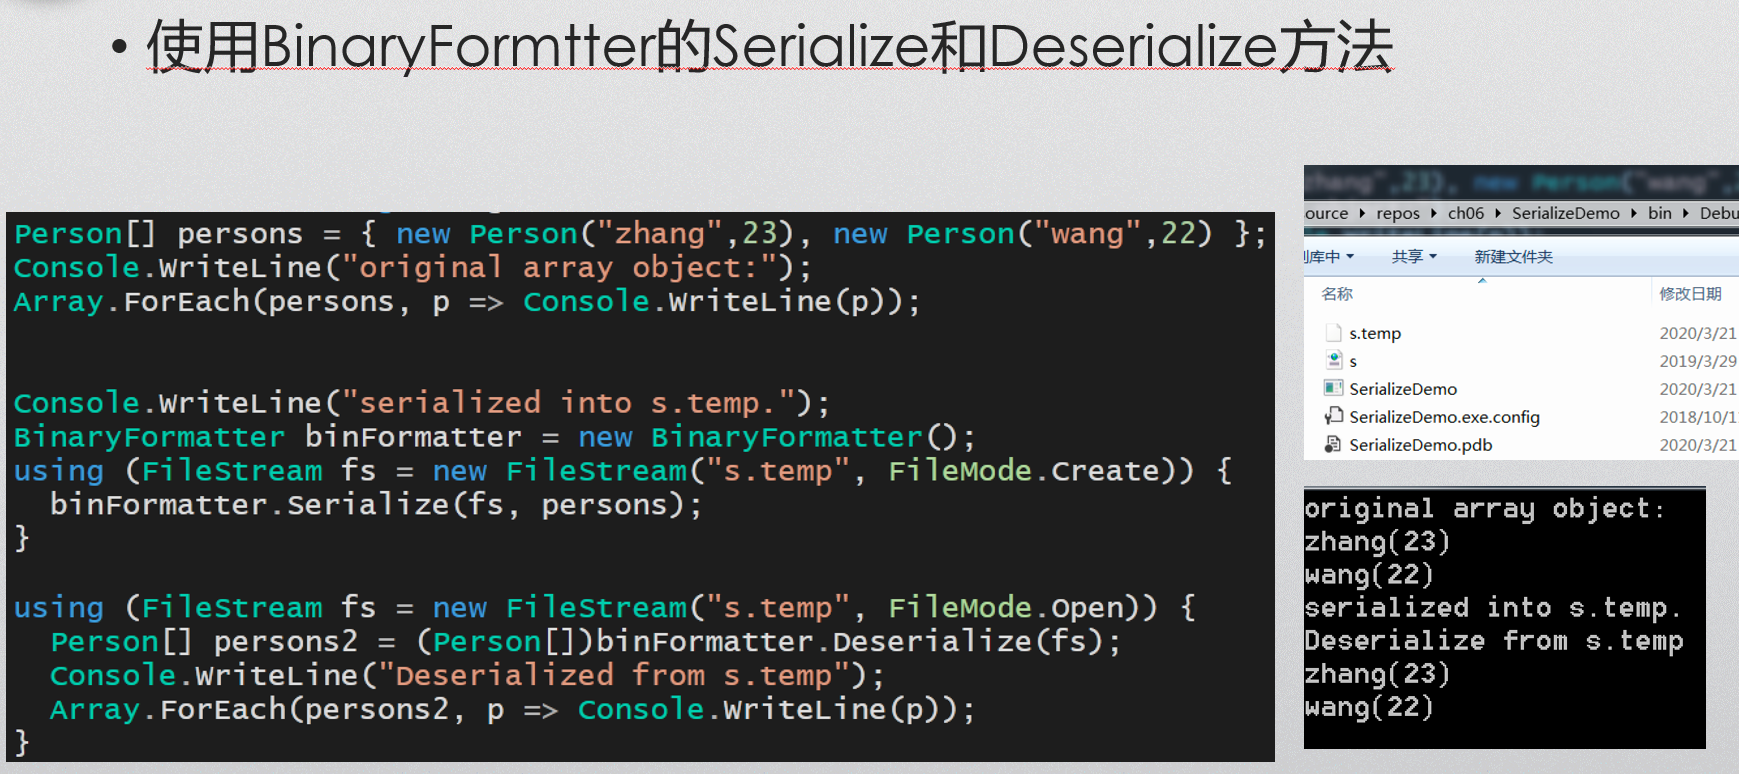 • 使用BinaryFormtter的Serialize和Deserialize方法
Person[] persons = { new Person("zhang",23), new Person("wang",22) };
Console.WriteLine("original array object:");
Array.ForEach(persons, p => Console.WriteLine(p));
Console.WriteLine("serialized into s.temp.");
BinaryFormatter binFormatter = new BinaryFormatter();
using (FileStream fs = new FileStream("s.temp", FileMode.Create)) {
binFormatter.Serialize(fs, persons);
}
using (FileStream fs = new FileStream("s.temp", FileMode.Open)) {
Person[] persons2 = (Person[])binFormatter.Deserialize(fs);
Console.WriteLine("Deserialized from s.temp");
Array.ForEach(persons2, p => Console.WriteLine(p));
}
zhang",23), new Person("wang",
ource repos ch06 SerializeDemo bin Debu
库中 共享 新建文件夹
名称 修改日期
s.temp 2020/3/21
s 2019/3/29
SerializeDemo 2020/3/21
SerializeDemo.exe.config 2018/10/1
SerializeDemo.pdb 2020/3/21
original array object:
zhang(23)
wang(22)
serialized into s.temp.
Deserialize from s.temp
zhang(23)
wang(22)